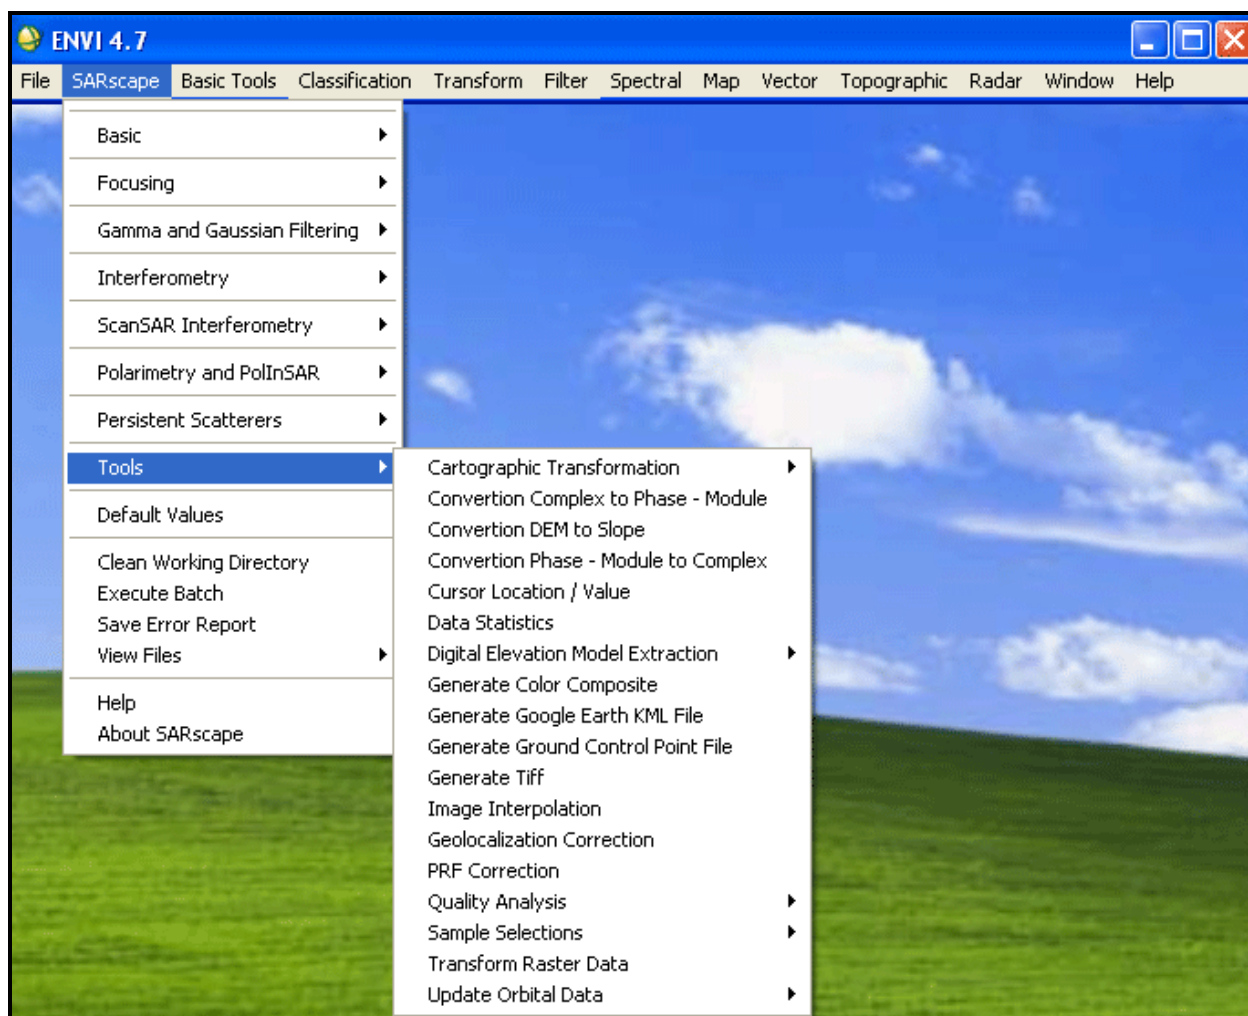 ENVI 4.7
File SARscape Basic Tools Classification Transform Filter Spectral Map Vector Topographic Radar Window Help
Basic
Focusing
Gamma and Gaussian Filtering
Interferometry
ScanSAR Interferometry
Polarimetry and PolInSAR
Persistent Scatterers
Tools
Default Values
Clean Working Directory
Execute Batch
Save Error Report
View Files
Help
About SARscape
Cartographic Transformation
Convertion Complex to Phase - Module
Convertion DEM to Slope
Convertion Phase - Module to Complex
Cursor Location / Value
Data Statistics
Digital Elevation Model Extraction
Generate Color Composite
Generate Google Earth KML File
Generate Ground Control Point File
Generate Tiff
Image Interpolation
Geolocalization Correction
PRF Correction
Quality Analysis
Sample Selections
Transform Raster Data
Update Orbital Data